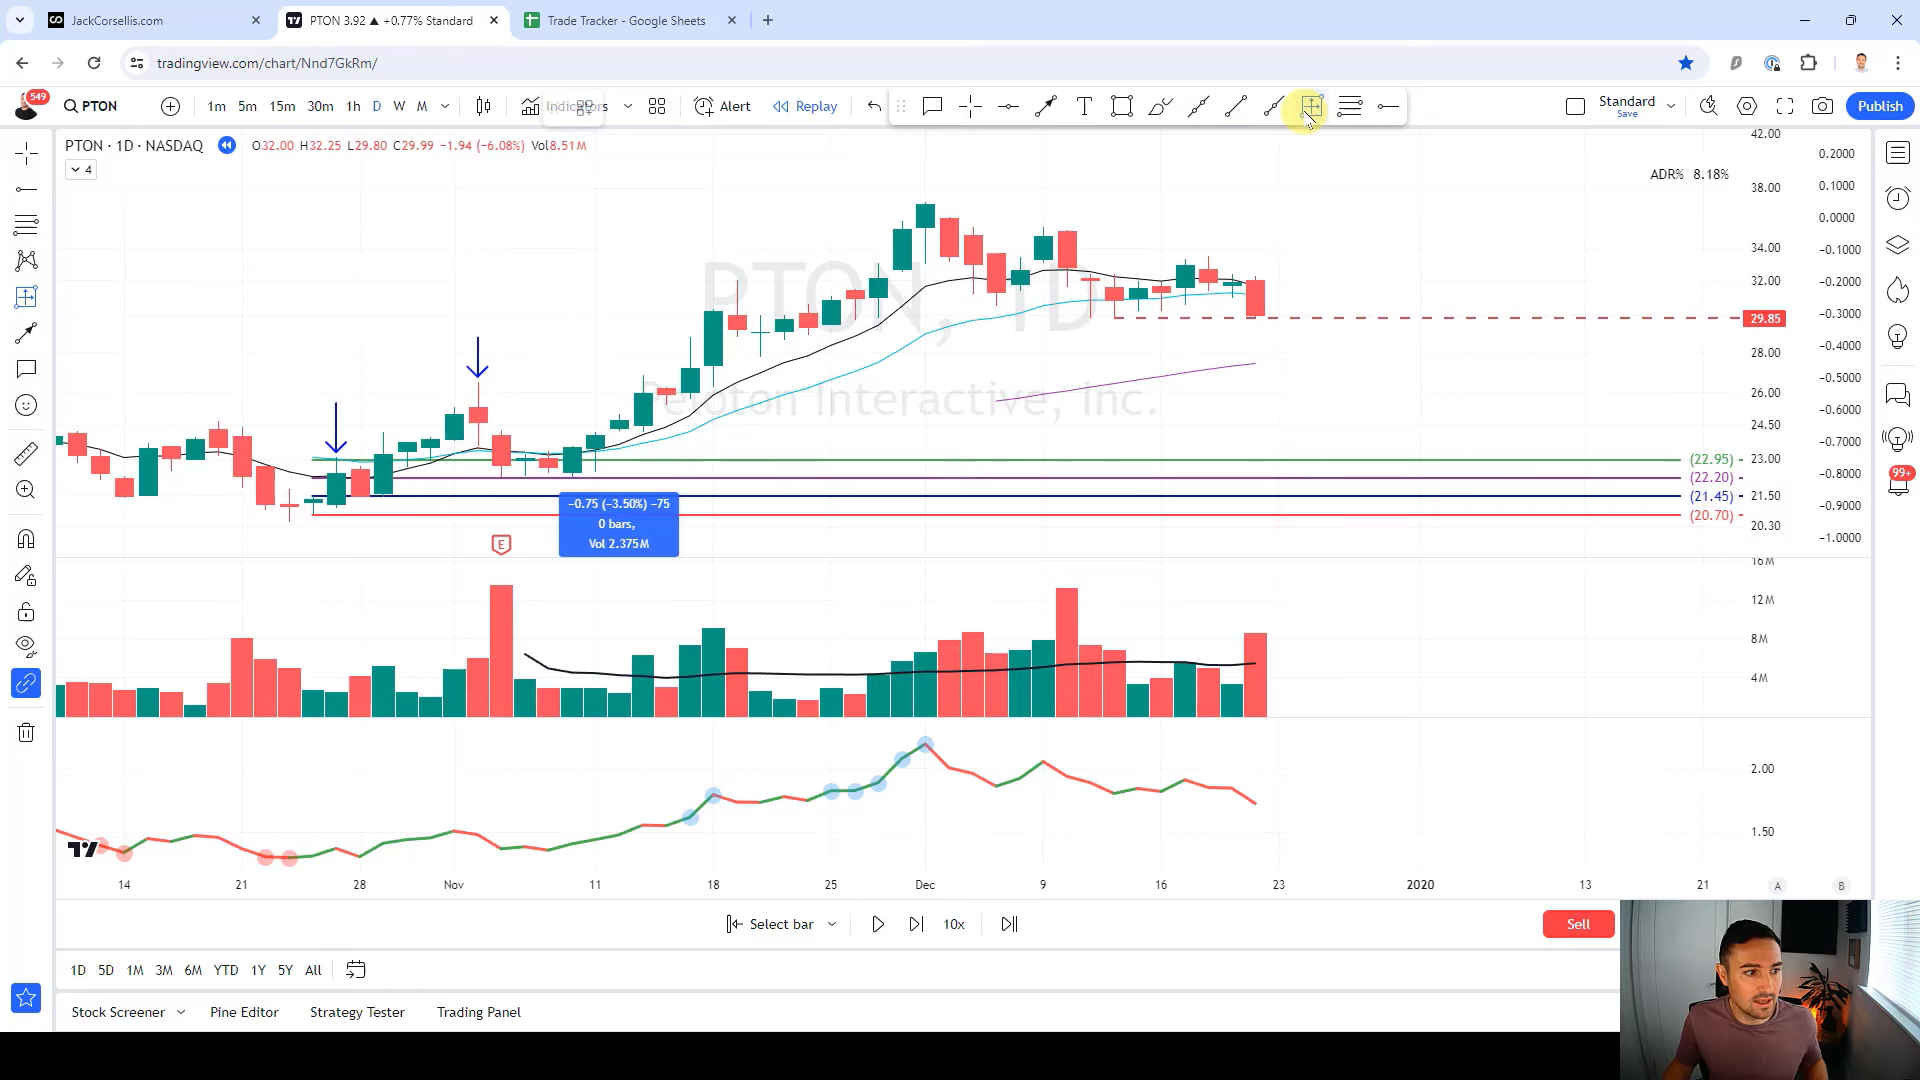 JackCorsellis.com
PTON 3.92 ▲ +0.77% Standard
Trade Tracker - Google Sheets
tradingview.com/chart/Nnd7GkRm/
549
PTON
1m 5m 15m 30m 1h D W M
Indicators
Alert
Replay
T
Standard
Save
Publish
PTON · 1D · NASDAQ
O32.00 H32.25 L29.80 C29.99 −1.94 (−6.08%) Vol8.51M
4
ADR% 8.18%
PTON, 1D
Peloton Interactive, Inc.
42.00
38.00
34.00
32.00
29.85
28.00
26.00
24.50
23.00
21.50
20.30
0.2000
0.1000
0.0000
-0.1000
-0.2000
-0.3000
-0.4000
-0.5000
-0.6000
-0.7000
-0.8000
-0.9000
-1.0000
(22.95)
(22.20)
(21.45)
(20.70)
−0.75 (−3.50%) −75
0 bars,
Vol 2.375M
E
16M
12M
8M
4M
2.00
1.50
14 21 28 Nov 11 18 25 Dec 9 16 23 2020 13 21
A B
Select bar
10x
Sell
1D 5D 1M 3M 6M YTD 1Y 5Y All
Stock Screener
Pine Editor
Strategy Tester
Trading Panel
99+